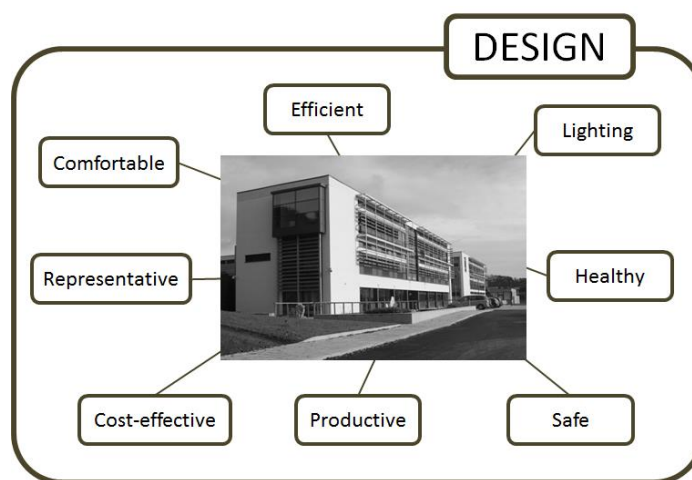 DESIGN
Efficient
Lighting
Comfortable
Representative
Healthy
Cost-effective
Productive
Safe